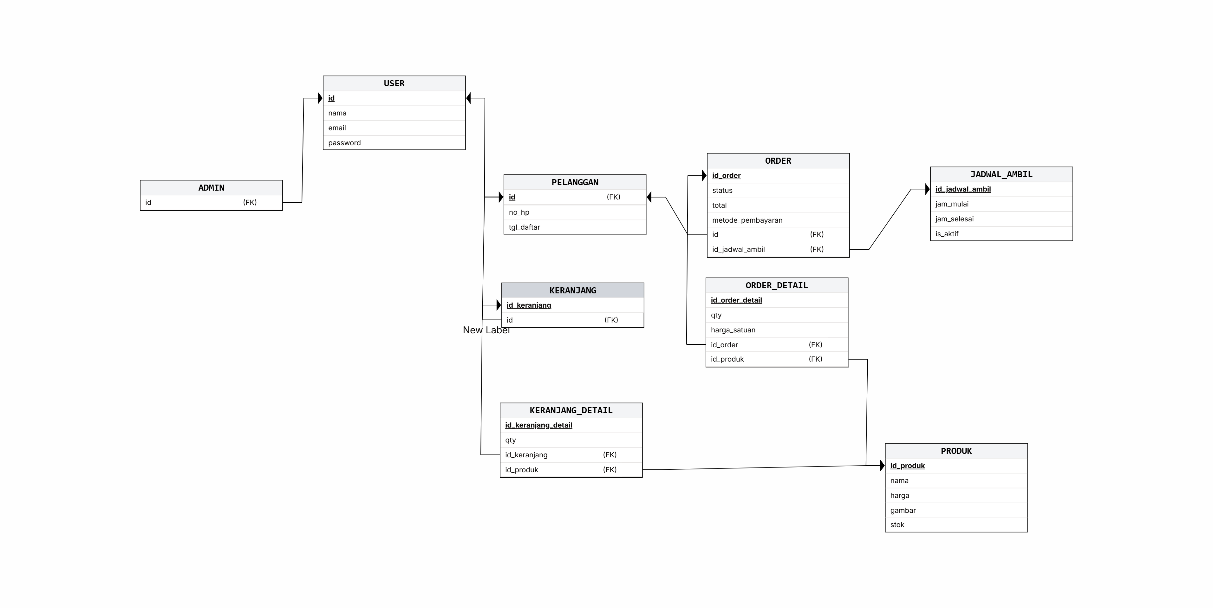 USER
id
nama
email
password
ADMIN
id (FK)
PELANGGAN
id (FK)
no_hp
tgl_daftar
ORDER
id_order
status
total
metode_pembayaran
id (FK)
id_jadwal_ambil (FK)
JADWAL_AMBIL
id_jadwal_ambil
jam_mulai
jam_selesai
is_aktif
KERANJANG
id_keranjang
id (FK)
New Label
ORDER_DETAIL
id_order_detail
qty
harga_satuan
id_order (FK)
id_produk (FK)
KERANJANG_DETAIL
id_keranjang_detail
qty
id_keranjang (FK)
id_produk (FK)
PRODUK
id_produk
nama
harga
gambar
stok